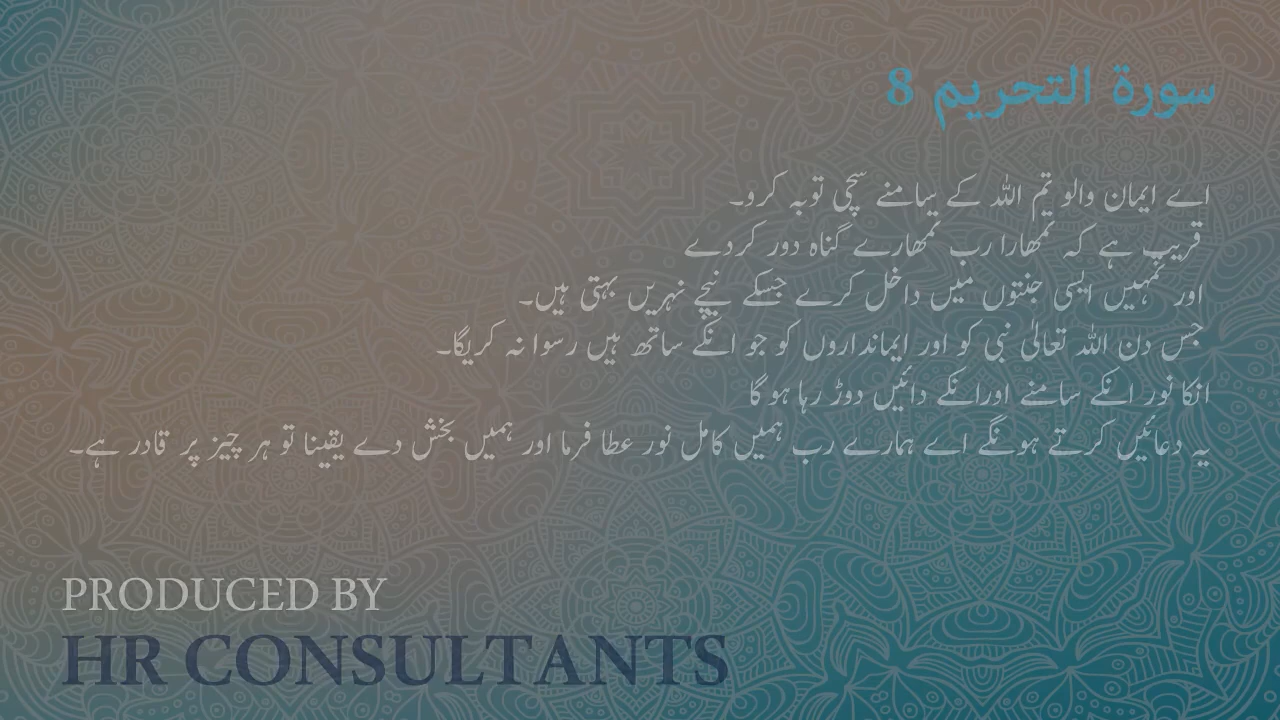 سورة التحريم 8
اے ایمان والو تم اللہ کے سامنے سچی توبہ کرو۔
قریب ہے کہ تمھارا رب تمھارے گناہ دور کردے
اور تمہیں ایسی جنتوں میں داخل کرے جسکے نیچے نہریں بہتی ہیں۔
جس دن اللہ تعالیٰ نبی کو اور ایمانداروں کو جو انکے ساتھ ہیں رسوا نہ کریگا۔
انکا نور انکے سامنے اورانکے دائیں دوڑ رہا ہو گا
یہ دعائیں کرتے ہونگے اے ہمارے رب ہمیں کامل نور عطا فرما اور ہمیں بخش دے یقینا تو ہر چیز پر قادر ہے۔
PRODUCED BY
HR CONSULTANTS